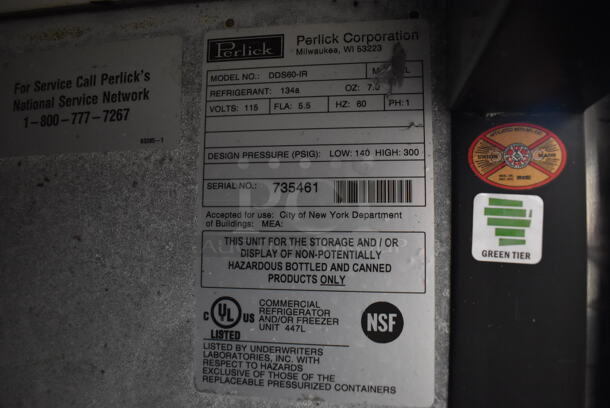 For Service Call Perlick's
National Service Network
1-800-777-7267
Perlick
Perlick Corporation
Milwaukee, WI 53223
MODEL NO.: DDS60-IR
REFRIGERANT: 134a OZ: 7.0
VOLTS: 115 FLA: 5.5 HZ: 60 PH: 1
DESIGN PRESSURE (PSIG): LOW: 140 HIGH: 300
SERIAL NO.: 735461
Accepted for use: City of New York Department
of Buildings: MEA:
THIS UNIT FOR THE STORAGE AND / OR
DISPLAY OF NON-POTENTIALLY
HAZARDOUS BOTTLED AND CANNED
PRODUCTS ONLY
C UL US
LISTED
COMMERCIAL
REFRIGERATOR
AND/OR FREEZER
UNIT 447L
NSF
LISTED BY UNDERWRITERS
LABORATORIES, INC. WITH
RESPECT TO HAZARDS
EXCLUSIVE OF THOSE OF THE
REPLACEABLE PRESSURIZED CONTAINERS
UNION MADE
GREEN TIER